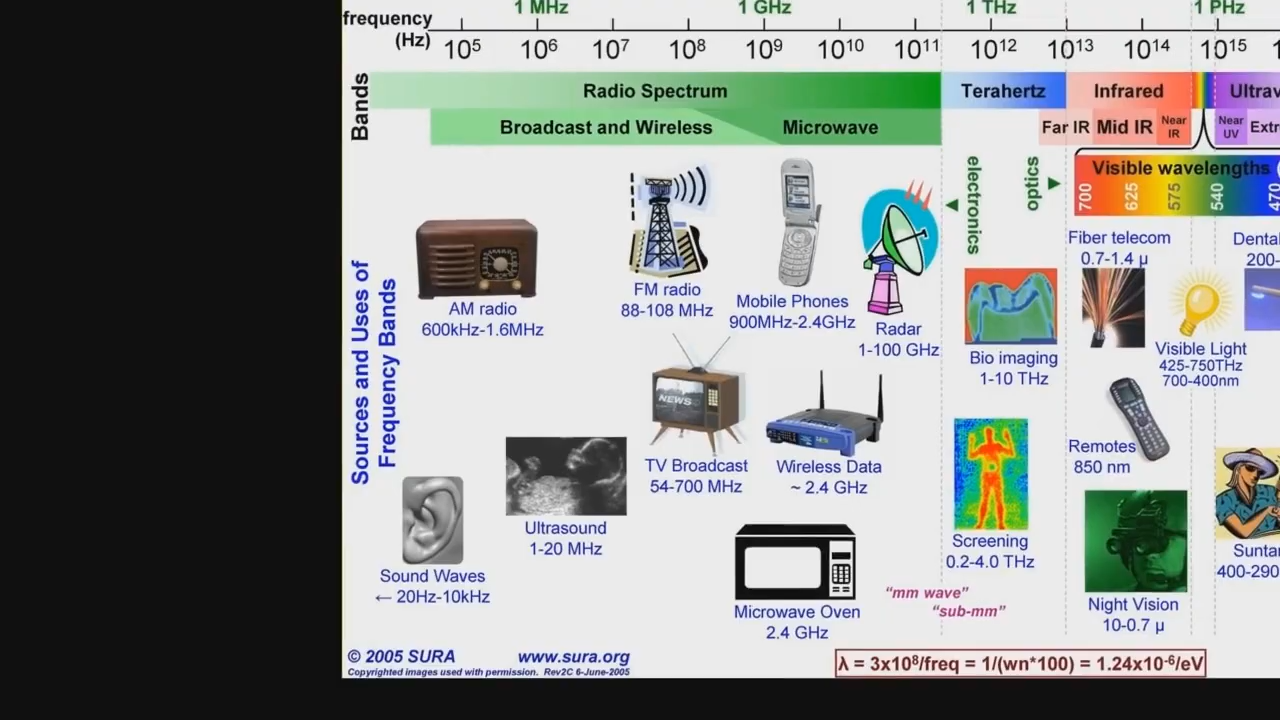 1 MHz 1 GHz 1 THz 1 PHz
frequency
(Hz)
10⁵ 10⁶ 10⁷ 10⁸ 10⁹ 10¹⁰ 10¹¹ 10¹² 10¹³ 10¹⁴ 10¹⁵
Bands
Radio Spectrum Terahertz Infrared Ultrav
Broadcast and Wireless Microwave Far IR Mid IR Near IR Near UV Extr
electronics
optics
Visible wavelengths (
700 625 575 540 470
Sources and Uses of
Frequency Bands
AM radio
600kHz-1.6MHz
FM radio
88-108 MHz
Mobile Phones
900MHz-2.4GHz
Radar
1-100 GHz
Bio imaging
1-10 THz
Fiber telecom
0.7-1.4 µ
Dental
200-
Visible Light
425-750THz
700-400nm
NEWS
TV Broadcast
54-700 MHz
Wireless Data
~ 2.4 GHz
Remotes
850 nm
Ultrasound
1-20 MHz
Screening
0.2-4.0 THz
Suntan
400-290
Sound Waves
← 20Hz-10kHz
Microwave Oven
2.4 GHz
"mm wave"
"sub-mm"
Night Vision
10-0.7 µ
© 2005 SURA www.sura.org
Copyrighted images used with permission. Rev2C 6-June-2005
λ = 3x10⁸/freq = 1/(wn*100) = 1.24x10⁻⁶/eV